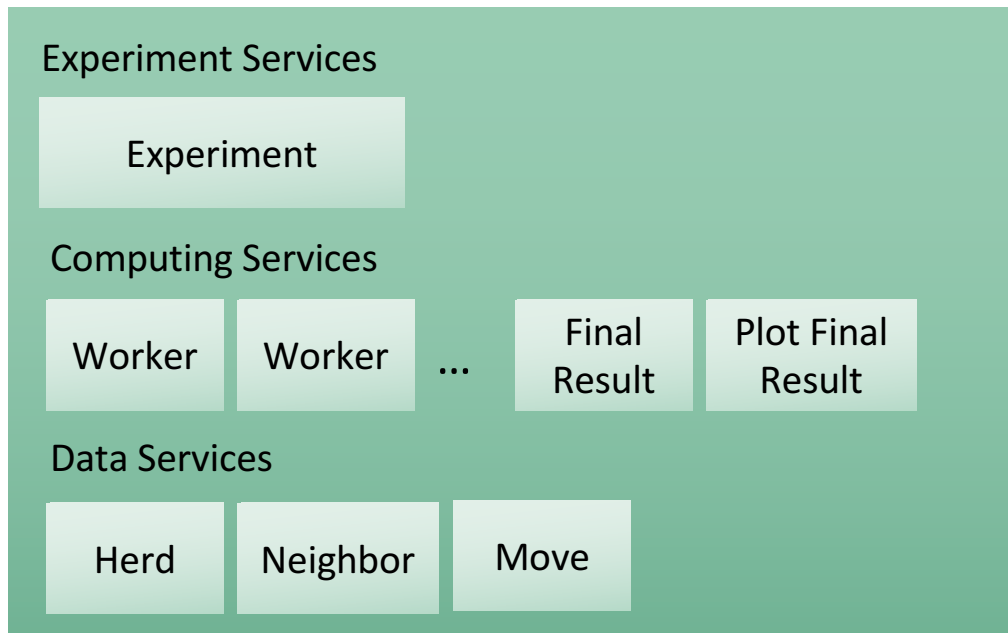 Experiment Services
Experiment
Computing Services
Worker
Worker
...
Final
Result
Plot Final
Result
Data Services
Herd
Neighbor
Move